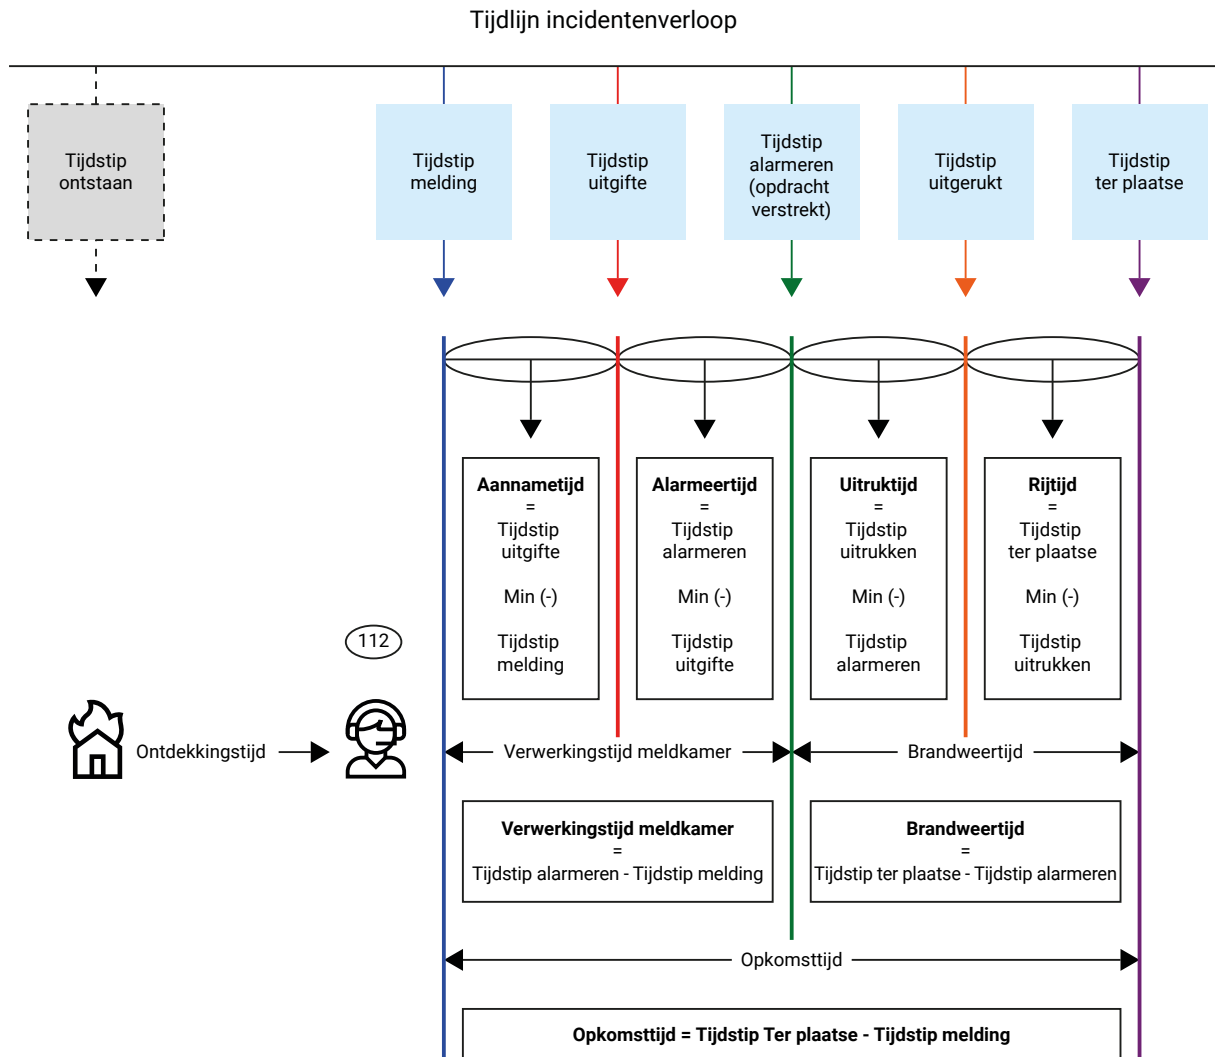 Tijdlijn incidentenverloop
Tijdstip
ontstaan
Tijdstip
melding
Tijdstip
uitgifte
Tijdstip
alarmeren
(opdracht
verstrekt)
Tijdstip
uitgerukt
Tijdstip
ter plaatse
Aannametijd
=
Tijdstip
uitgifte
Min (-)
Tijdstip
melding
Alarmeertijd
=
Tijdstip
alarmeren
Min (-)
Tijdstip
uitgifte
Uitruktijd
=
Tijdstip
uitrukken
Min (-)
Tijdstip
alarmeren
Rijtijd
=
Tijdstip
ter plaatse
Min (-)
Tijdstip
uitrukken
112
Ontdekkingstijd
Verwerkingstijd meldkamer
Brandweertijd
Verwerkingstijd meldkamer
=
Tijdstip alarmeren - Tijdstip melding
Brandweertijd
=
Tijdstip ter plaatse - Tijdstip alarmeren
Opkomsttijd
Opkomsttijd = Tijdstip Ter plaatse - Tijdstip melding